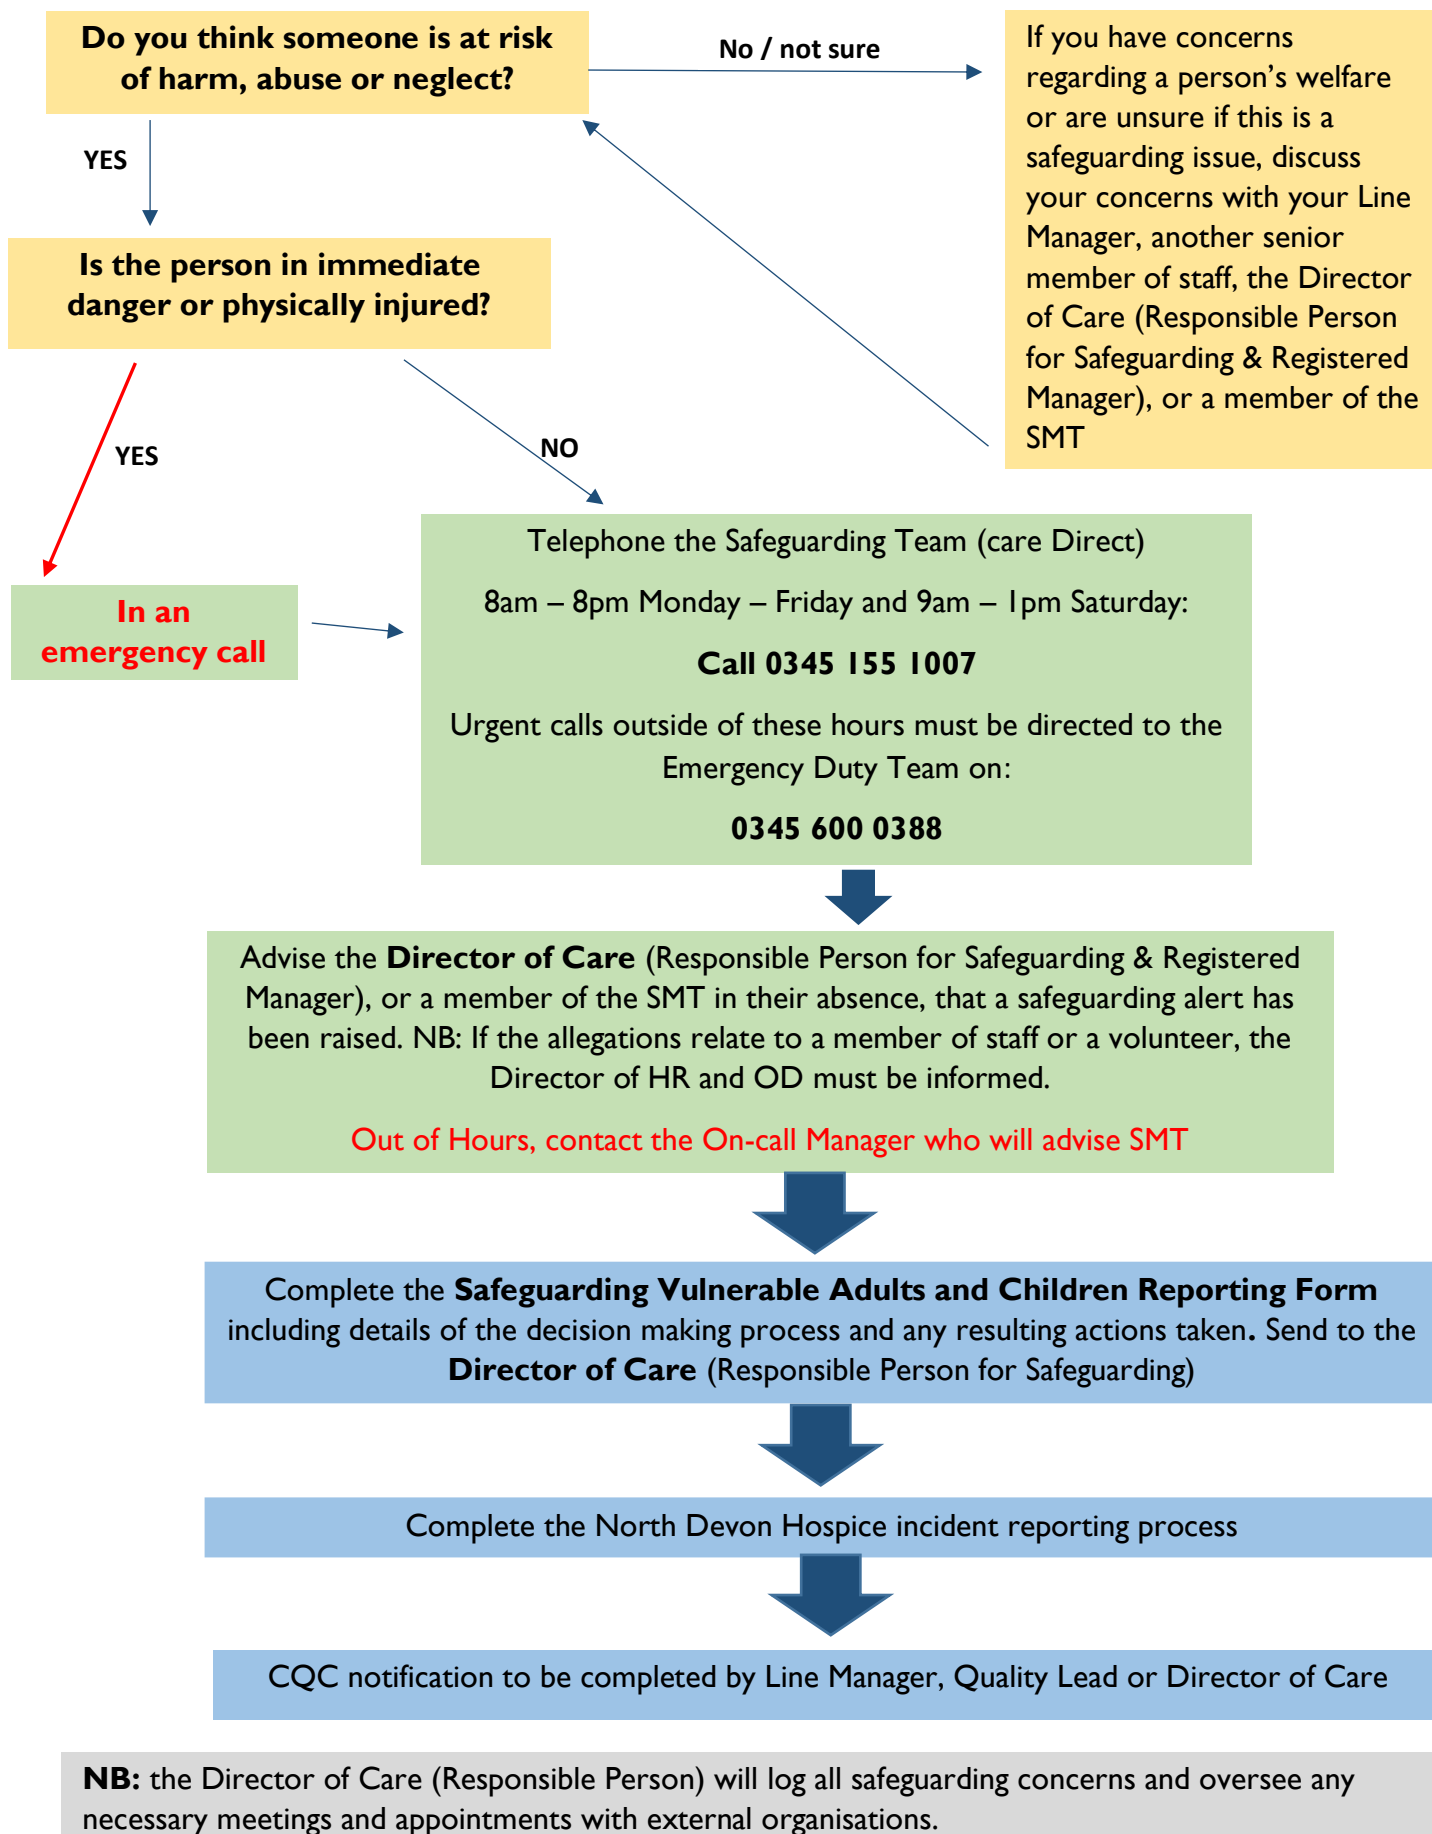 Do you think someone is at risk
of harm, abuse or neglect?
No / not sure
If you have concerns
regarding a person’s welfare
or are unsure if this is a
safeguarding issue, discuss
your concerns with your Line
Manager, another senior
member of staff, the Director
of Care (Responsible Person
for Safeguarding & Registered
Manager), or a member of the
SMT
YES
Is the person in immediate
danger or physically injured?
YES
NO
In an
emergency call
Telephone the Safeguarding Team (care Direct)
8am – 8pm Monday – Friday and 9am – 1pm Saturday:
Call 0345 155 1007
Urgent calls outside of these hours must be directed to the
Emergency Duty Team on:
0345 600 0388
Advise the Director of Care (Responsible Person for Safeguarding & Registered
Manager), or a member of the SMT in their absence, that a safeguarding alert has
been raised. NB: If the allegations relate to a member of staff or a volunteer, the
Director of HR and OD must be informed.
Out of Hours, contact the On-call Manager who will advise SMT
Complete the Safeguarding Vulnerable Adults and Children Reporting Form
including details of the decision making process and any resulting actions taken. Send to the
Director of Care (Responsible Person for Safeguarding)
Complete the North Devon Hospice incident reporting process
CQC notification to be completed by Line Manager, Quality Lead or Director of Care
NB: the Director of Care (Responsible Person) will log all safeguarding concerns and oversee any
necessary meetings and appointments with external organisations.